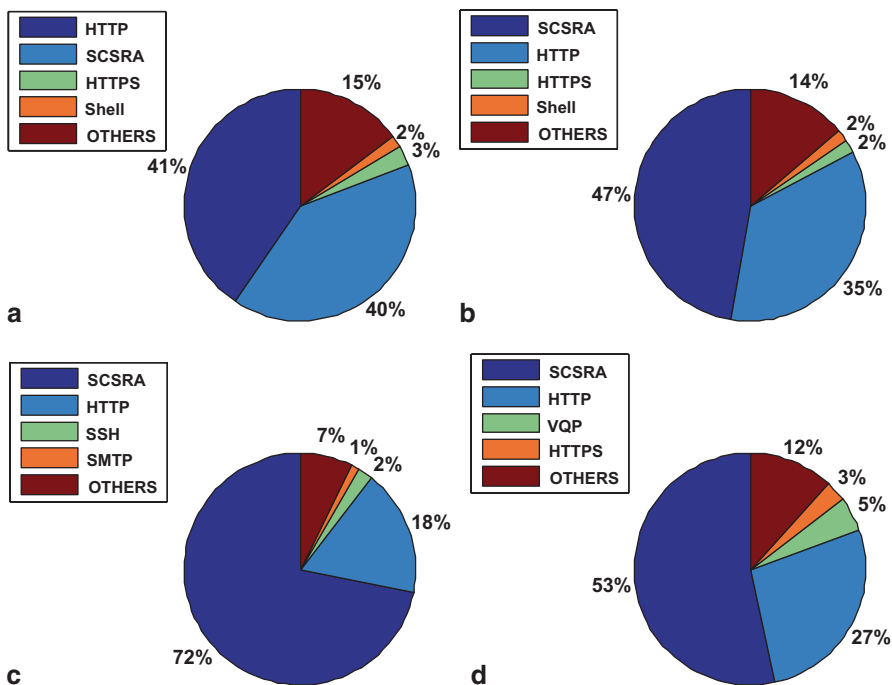 HTTP
SCSRA
HTTPS
Shell
OTHERS
15%
2%
3%
41%
40%
a
SCSRA
HTTP
HTTPS
Shell
OTHERS
14%
2%
2%
47%
35%
b
SCSRA
HTTP
SSH
SMTP
OTHERS
7%
1%
2%
18%
72%
c
SCSRA
HTTP
VQP
HTTPS
OTHERS
12%
3%
5%
53%
27%
d